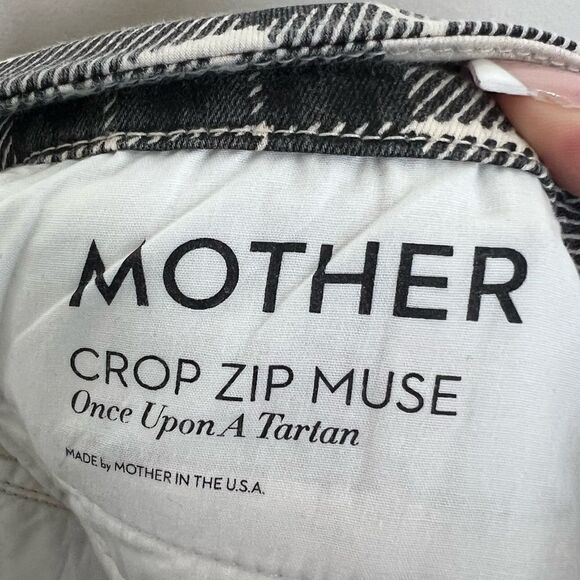 MOTHER
CROP ZIP MUSE
Once Upon A Tartan
MADE by MOTHER IN THE U.S.A.